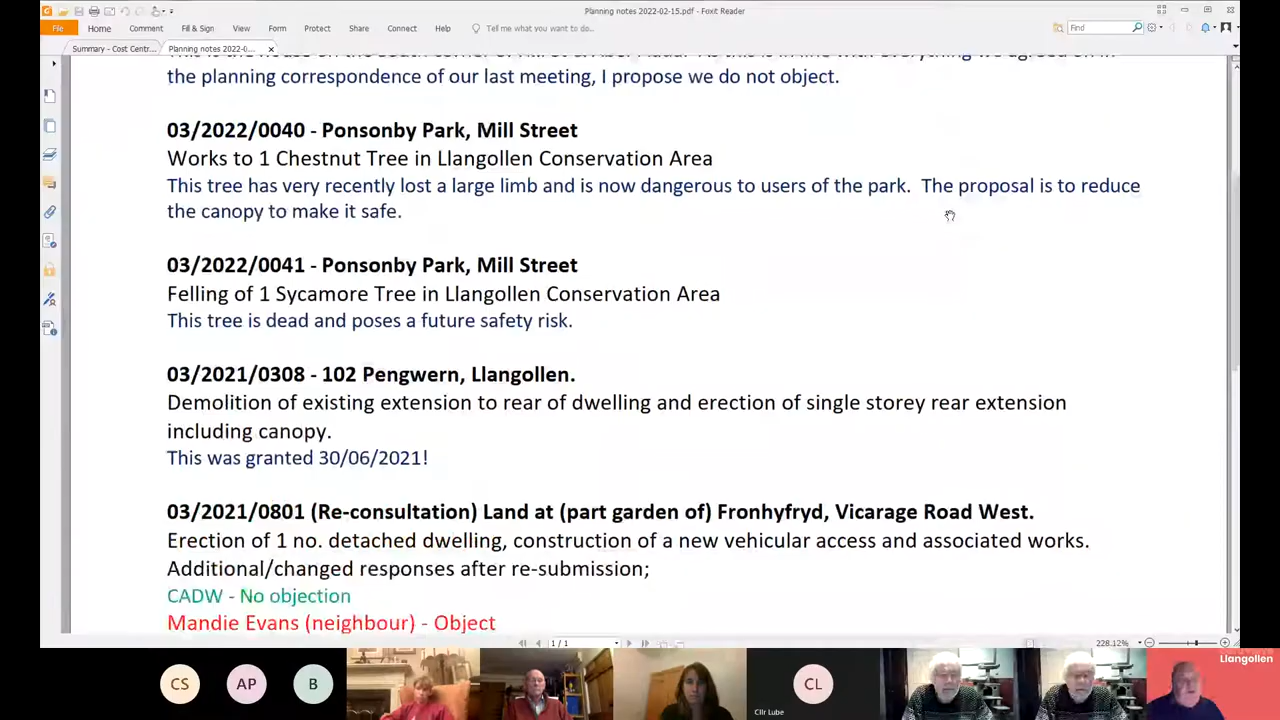 Planning notes 2022-02-15.pdf - Foxit Reader
File Home Comment Fill & Sign View Form Protect Share Connect Help Tell me what you want to do... Find
Summary - Cost Centr... Planning notes 2022-0...
the planning correspondence of our last meeting, I propose we do not object.
03/2022/0040 - Ponsonby Park, Mill Street
Works to 1 Chestnut Tree in Llangollen Conservation Area
This tree has very recently lost a large limb and is now dangerous to users of the park. The proposal is to reduce
the canopy to make it safe.
03/2022/0041 - Ponsonby Park, Mill Street
Felling of 1 Sycamore Tree in Llangollen Conservation Area
This tree is dead and poses a future safety risk.
03/2021/0308 - 102 Pengwern, Llangollen.
Demolition of existing extension to rear of dwelling and erection of single storey rear extension
including canopy.
This was granted 30/06/2021!
03/2021/0801 (Re-consultation) Land at (part garden of) Fronhyfryd, Vicarage Road West.
Erection of 1 no. detached dwelling, construction of a new vehicular access and associated works.
Additional/changed responses after re-submission;
CADW - No objection
Mandie Evans (neighbour) - Object
1 / 1
228.12%
CS AP B CL
Cllr Lube
Llangollen